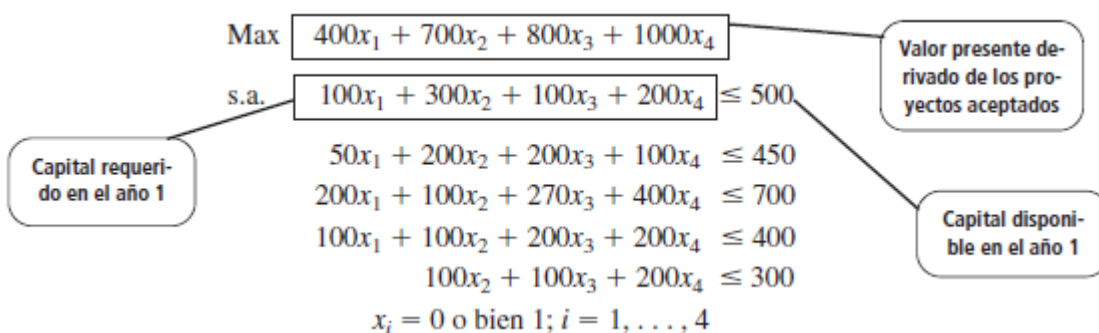 Max 400x₁ + 700x₂ + 800x₃ + 1000x₄
Valor presente de-
rivado de los pro-
yectos aceptados
s.a. 100x₁ + 300x₂ + 100x₃ + 200x₄ ≤ 500
Capital requeri-
do en el año 1
50x₁ + 200x₂ + 200x₃ + 100x₄ ≤ 450
200x₁ + 100x₂ + 270x₃ + 400x₄ ≤ 700
100x₁ + 100x₂ + 200x₃ + 200x₄ ≤ 400
100x₂ + 100x₃ + 200x₄ ≤ 300
Capital disponi-
ble en el año 1
xᵢ = 0 o bien 1; i = 1, . . . , 4